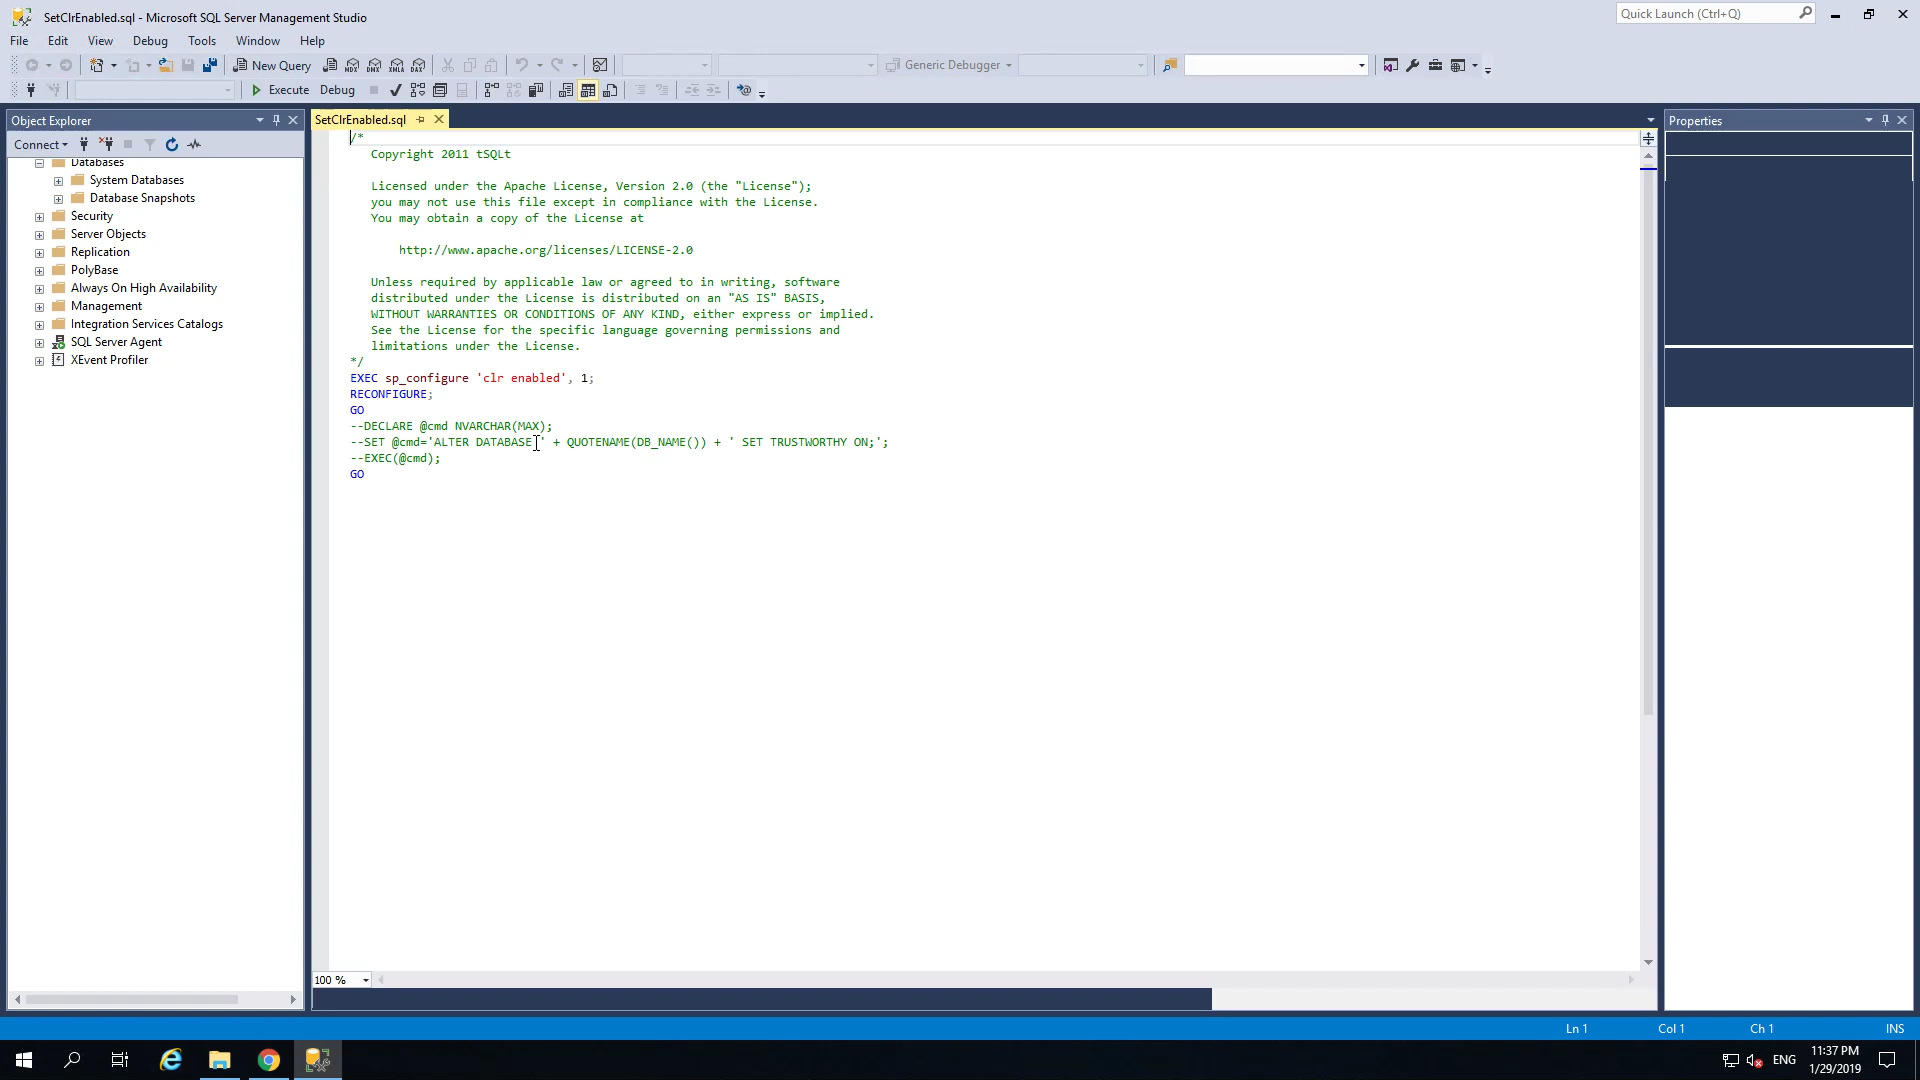 SetClrEnabled.sql - Microsoft SQL Server Management Studio
Quick Launch (Ctrl+Q)
File Edit View Debug Tools Window Help
New Query
MDX DMX XMLA DAX
Generic Debugger
Execute Debug
Object Explorer
SetClrEnabled.sql
Properties
Connect
Databases
System Databases
Database Snapshots
Security
Server Objects
Replication
PolyBase
Always On High Availability
Management
Integration Services Catalogs
SQL Server Agent
XEvent Profiler
/*
Copyright 2011 tSQLt
Licensed under the Apache License, Version 2.0 (the "License");
you may not use this file except in compliance with the License.
You may obtain a copy of the License at
http://www.apache.org/licenses/LICENSE-2.0
Unless required by applicable law or agreed to in writing, software
distributed under the License is distributed on an "AS IS" BASIS,
WITHOUT WARRANTIES OR CONDITIONS OF ANY KIND, either express or implied.
See the License for the specific language governing permissions and
limitations under the License.
*/
EXEC sp_configure 'clr enabled', 1;
RECONFIGURE;
GO
--DECLARE @cmd NVARCHAR(MAX);
--SET @cmd='ALTER DATABASE ' + QUOTENAME(DB_NAME()) + ' SET TRUSTWORTHY ON;';
--EXEC(@cmd);
GO
100 %
Ln 1 Col 1 Ch 1 INS
ENG
11:37 PM
1/29/2019